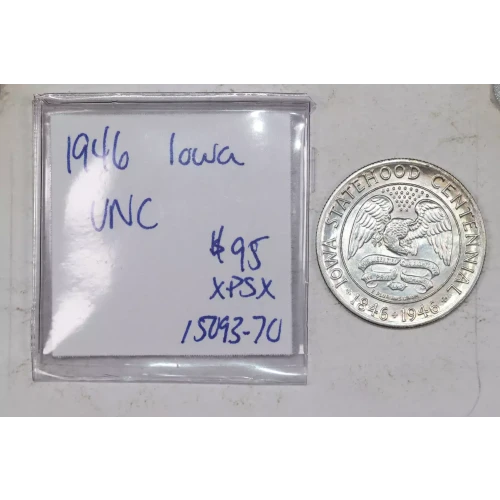 1946 Iowa
UNC
$95
XPSX
15093-70
IOWA STATEHOOD CENTENNIAL
1846 • 1946